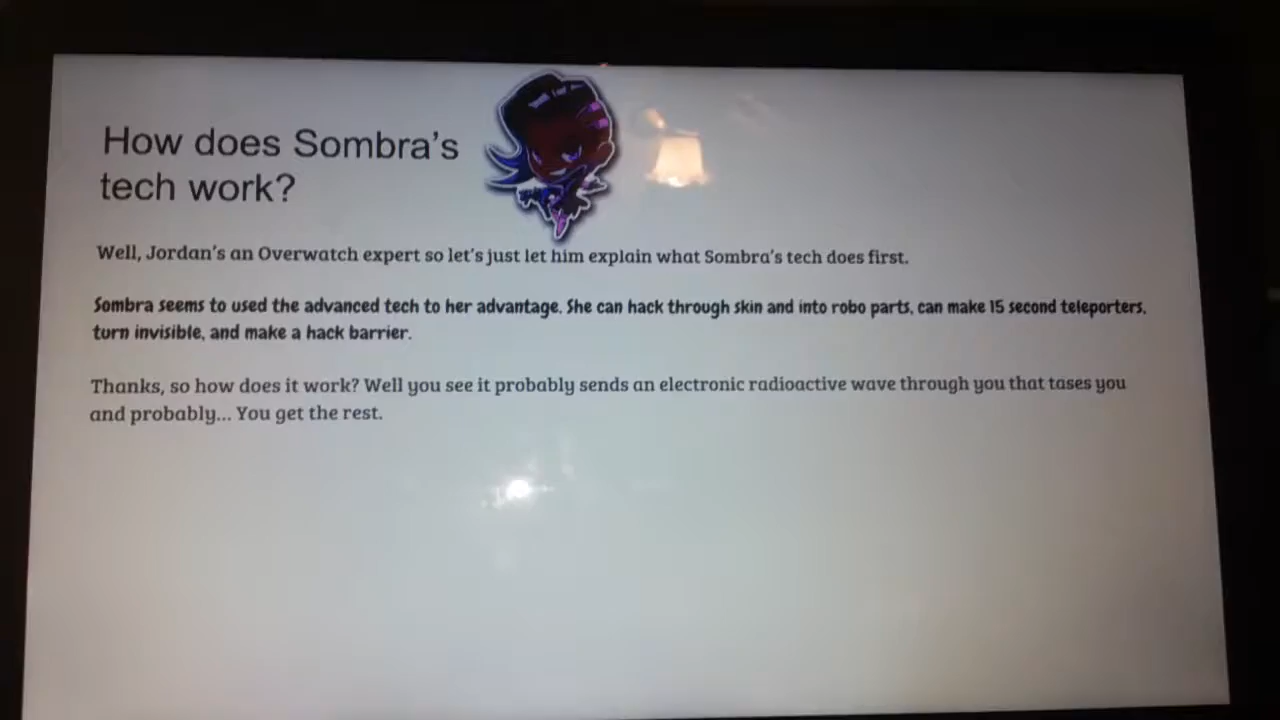 How does Sombra's
tech work?
Well, Jordan's an Overwatch expert so let's just let him explain what Sombra's tech does first.
Sombra seems to used the advanced tech to her advantage. She can hack through skin and into robo parts, can make 15 second teleporters,
turn invisible, and make a hack barrier.
Thanks, so how does it work? Well you see it probably sends an electronic radioactive wave through you that tases you
and probably... You get the rest.